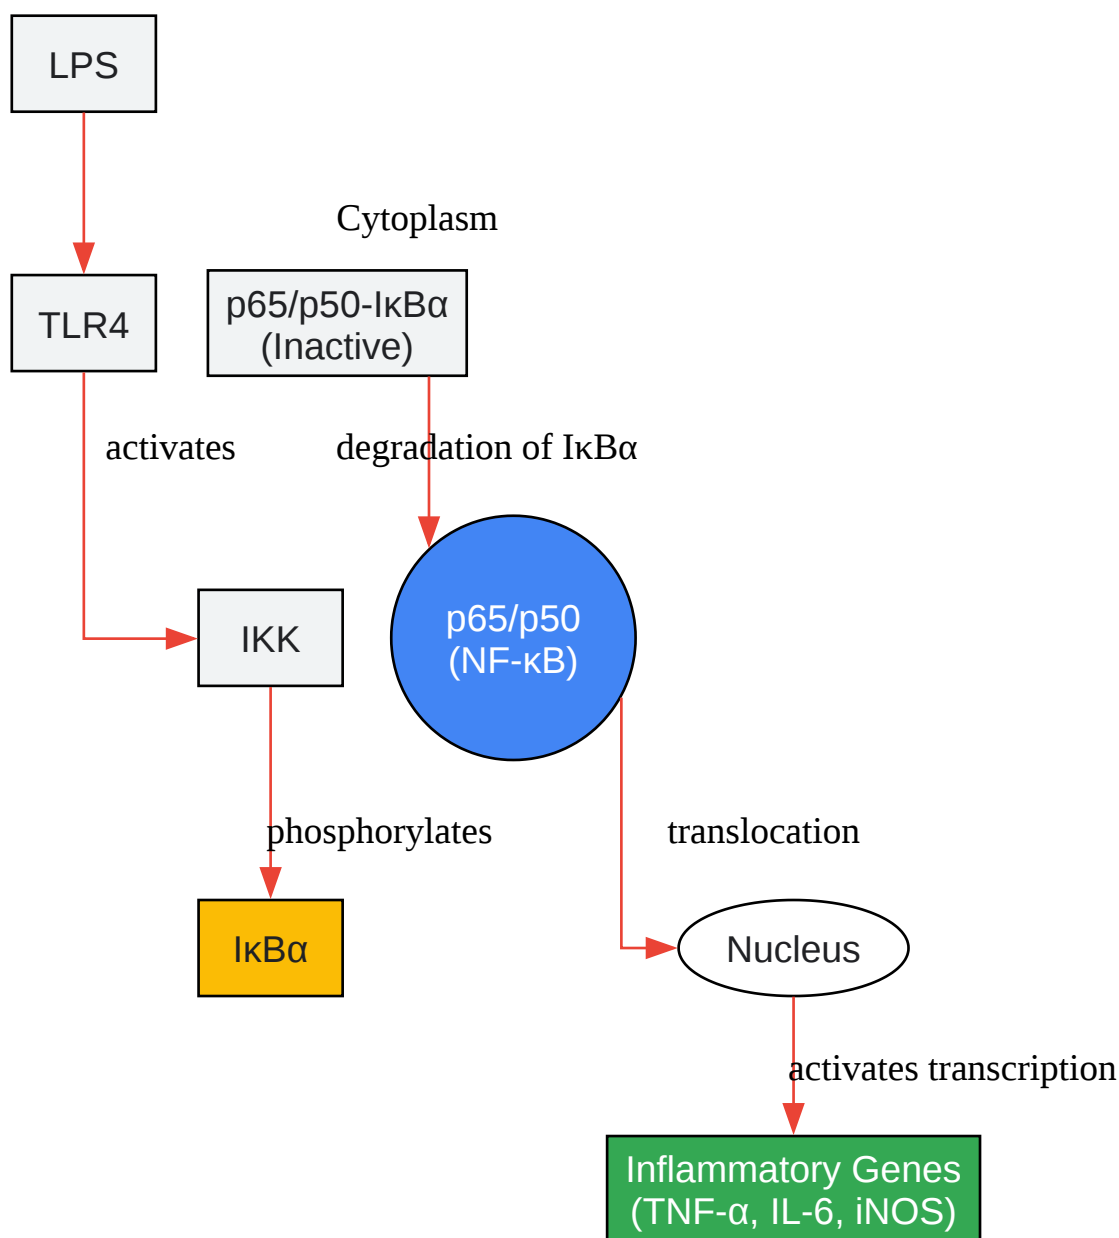 LPS
Cytoplasm
TLR4
p65/p50-IκBα
(Inactive)
activates
degradation of IκBα
p65/p50
(NF-κB)
IKK
phosphorylates
translocation
IκBα
Nucleus
activates transcription
Inflammatory Genes
(TNF-α, IL-6, iNOS)